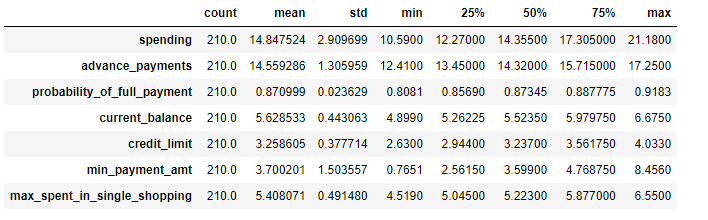 count mean std min 25% 50% 75% max
spending 210.0 14.847524 2.909699 10.5900 12.27000 14.35500 17.305000 21.1800
advance_payments 210.0 14.559286 1.305959 12.4100 13.45000 14.32000 15.715000 17.2500
probability_of_full_payment 210.0 0.870999 0.023629 0.8081 0.85690 0.87345 0.887775 0.9183
current_balance 210.0 5.628533 0.443063 4.8990 5.26225 5.52350 5.979750 6.6750
credit_limit 210.0 3.258605 0.377714 2.6300 2.94400 3.23700 3.561750 4.0330
min_payment_amt 210.0 3.700201 1.503557 0.7651 2.56150 3.59900 4.768750 8.4560
max_spent_in_single_shopping 210.0 5.408071 0.491480 4.5190 5.04500 5.22300 5.877000 6.5500